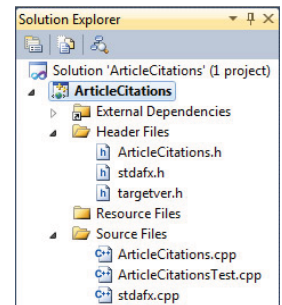 Solution Explorer
Solution 'ArticleCitations' (1 project)
ArticleCitations
External Dependencies
Header Files
ArticleCitations.h
stdafx.h
targetver.h
Resource Files
Source Files
ArticleCitations.cpp
ArticleCitationsTest.cpp
stdafx.cpp